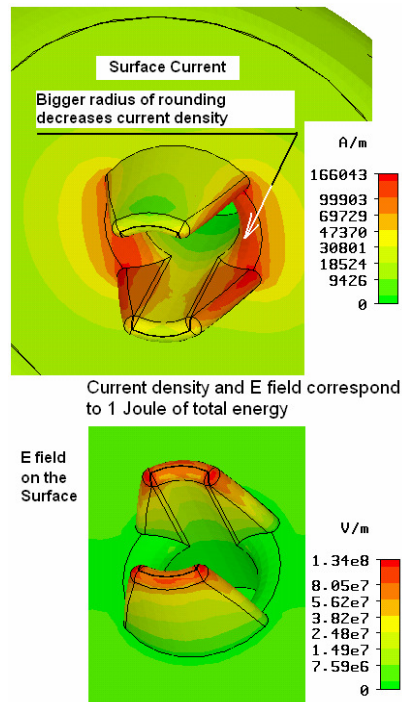 Surface Current
Bigger radius of rounding
decreases current density
A/m
166043
99903
69729
47370
30801
18524
9426
0
Current density and E field correspond
to 1 Joule of total energy
E field
on the
Surface
V/m
1.34e8
8.05e7
5.62e7
3.82e7
2.48e7
1.49e7
7.59e6
0